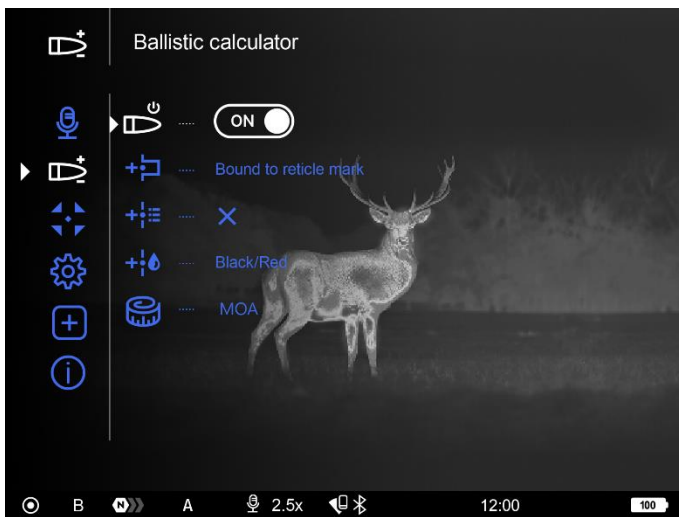 Ballistic calculator
ON
Bound to reticle mark
Black/Red
MOA
B N A 2.5x 12:00 100